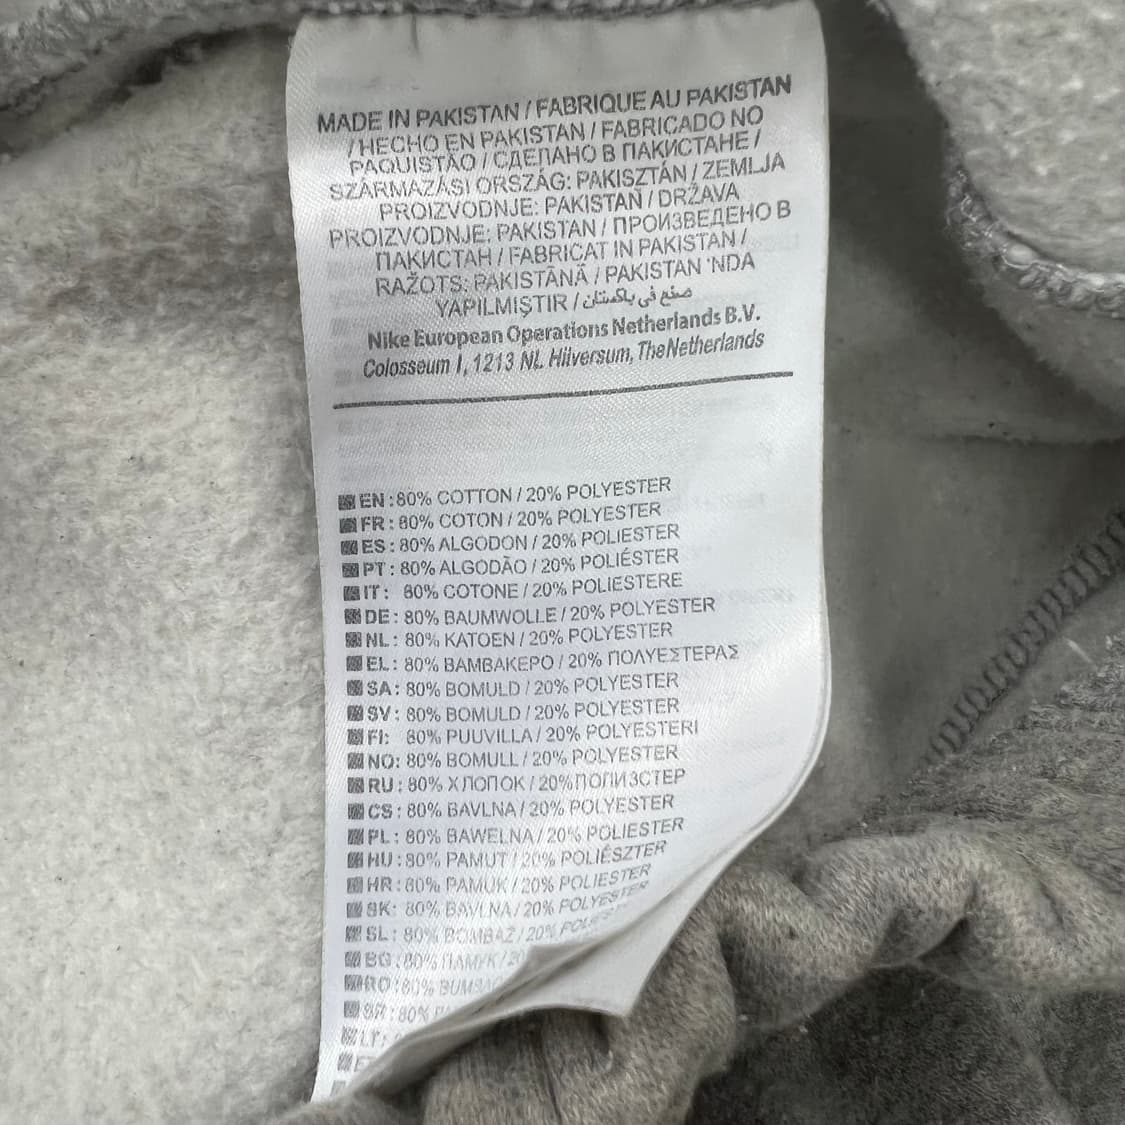 MADE IN PAKISTAN / FABRIQUE AU PAKISTAN
/ HECHO EN PAKISTAN / FABRICADO NO
PAQUISTÃO / СДЕЛАНО В ПАКИСТАНЕ /
SZÁRMAZÁSI ORSZÁG: PAKISZTÁN / ZEMLJA
PROIZVODNJE: PAKISTAN / DRŽAVA
PROIZVODNJE: PAKISTAN / ПРОИЗВЕДЕНО В
ПАКИСТАН / FABRICAT IN PAKISTAN /
RAŽOTS: PAKISTĀNĀ / PAKISTAN 'NDA
YAPILMIŞTIR / صنع في باكستان
Nike European Operations Netherlands B.V.
Colosseum 1, 1213 NL Hilversum, The Netherlands
EN: 80% COTTON / 20% POLYESTER
FR: 80% COTON / 20% POLYESTER
ES: 80% ALGODON / 20% POLIESTER
PT: 80% ALGODÃO / 20% POLIÉSTER
IT: 80% COTONE / 20% POLIESTERE
DE: 80% BAUMWOLLE / 20% POLYESTER
NL: 80% KATOEN / 20% POLYESTER
EL: 80% ΒΑΜΒΑΚΕΡΟ / 20% ΠΟΛΥΕΣΤΕΡΑΣ
SA: 80% BOMULD / 20% POLYESTER
SV: 80% BOMULD / 20% POLYESTER
FI: 80% PUUVILLA / 20% POLYESTERI
NO: 80% BOMULL / 20% POLYESTER
RU: 80% ХЛОПОК / 20% ПОЛИЗСТЕР
CS: 80% BAVLNA / 20% POLYESTER
PL: 80% BAWELNA / 20% POLIESTER
HU: 80% PAMUT / 20% POLIÉSZTER
HR: 80% PAMUK / 20% POLIESTER
SK: 80% BAVLNA / 20% POLYESTER
SL: 80% BOMBAŽ / 20%
BG: 80% ПАМУК /
RO: 80%
SR: 80%
LT: